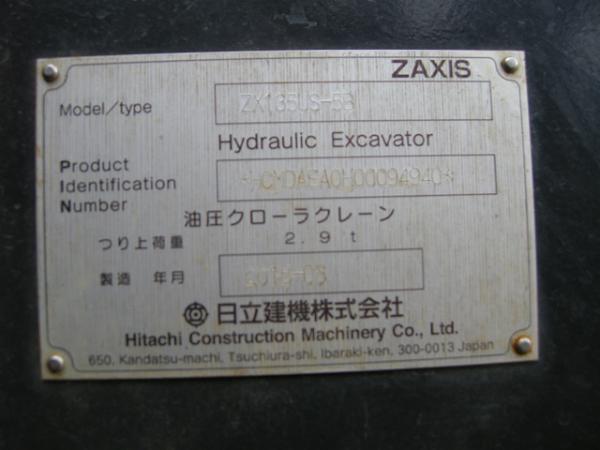 ZAXIS
Model/type ZX135US-5B
Hydraulic Excavator
Product
Identification
Number
油圧クローラクレーン
つり上荷重 2.9t
製造 年月
日立建機株式会社
Hitachi Construction Machinery Co., Ltd.
650, Kandatsu-machi, Tsuchiura-shi, Ibaraki-ken, 300-0013 Japan